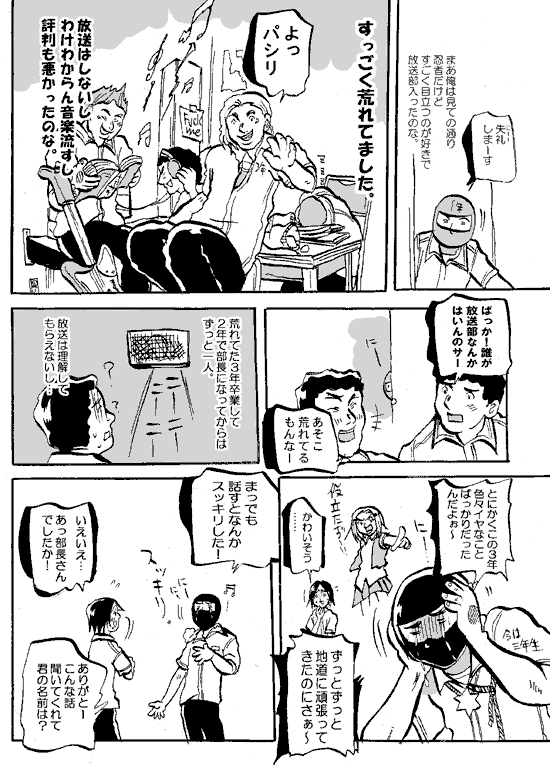 まあ俺は見ての通り
忍者だけど
すごく目立つのが好きで
放送部入ったのな。
失礼
しまーす
すっごく荒れてました。
よっ
パシリ
Fuck
me
放送はしないし、
わけわからん音楽流すし
評判も悪かったのな。
ばっか！誰が
放送部なんか
はいんのサー
あそこ
荒れてる
もんなー
荒れてた3年卒業して
2年で部長になってからは
ずっと一人。
放送は理解して
もらえないし…
?
?
とにかくこの3年
色々イヤなこと
ばっかりだった
んだよぉ～
役立たずー
……
かわいそう
今は
三年生
ずっとずっと
地道に頑張って
きたのにさぁ～
まっでも
話すとなんか
スッキリした！
スッキリ
いえいえ…
あっ部長さん
でしたか！
ありがとー
こんな話
聞いてくれて
君の名前は？